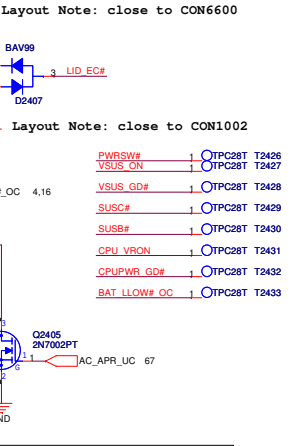 Layout Note: close to CON6600
BAV99
3 LID_EC#
D2407
Layout Note: close to CON1002
PWRSW# 1 TPC28T T2426
VSUS_ON 1 TPC28T T2427
_OC 4,16
VSUS_GD# 1 TPC28T T2428
SUSC# 1 TPC28T T2429
SUSB# 1 TPC28T T2430
CPU_VRON 1 TPC28T T2431
CPUPWR_GD# 1 TPC28T T2432
BAT_LLOW#_OC 1 TPC28T T2433
3
Q2405
2N7002PT
1 1 AC_APR_UC 67
G
2
ND